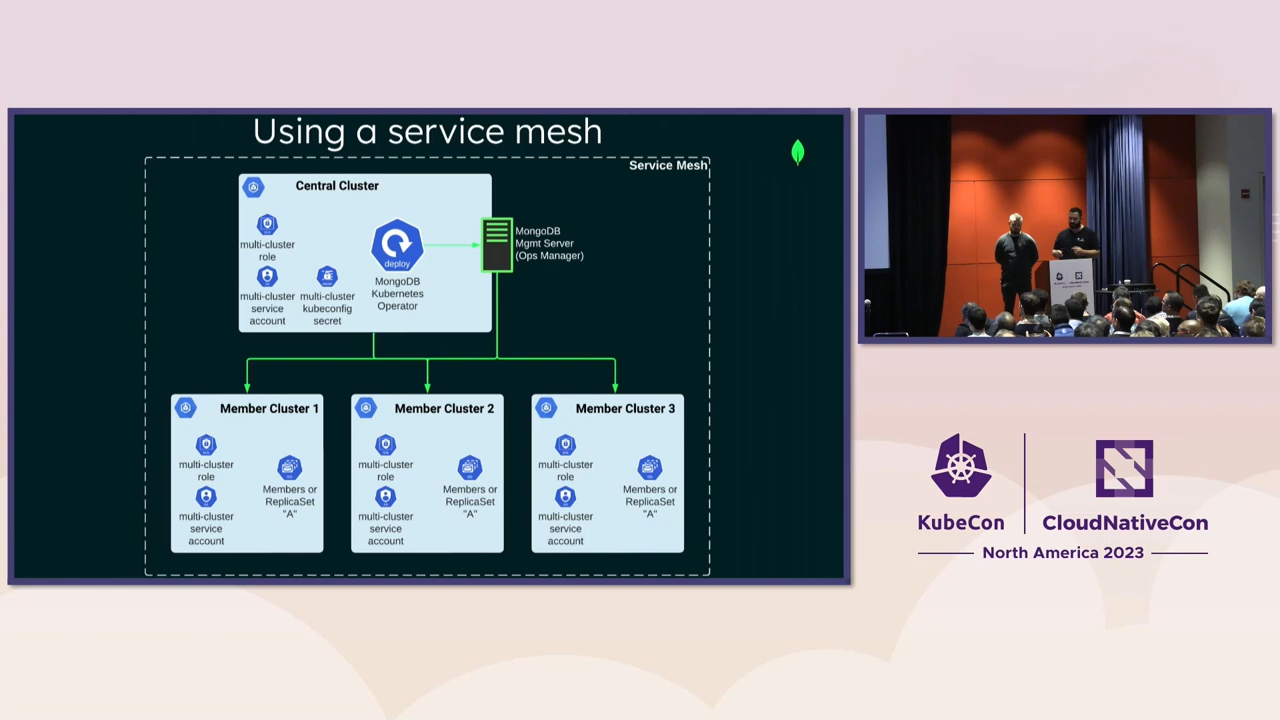 Using a service mesh
Service Mesh
Central Cluster
multi-cluster
role
multi-cluster
service
account
multi-cluster
kubeconfig
secret
deploy
MongoDB
Kubernetes
Operator
MongoDB
Mgmt Server
(Ops Manager)
Member Cluster 1
multi-cluster
role
multi-cluster
service
account
Members or
ReplicaSet
"A"
Member Cluster 2
multi-cluster
role
multi-cluster
service
account
Members or
ReplicaSet
"A"
Member Cluster 3
multi-cluster
role
multi-cluster
service
account
Members or
ReplicaSet
"A"
KubeCon
CloudNativeCon
North America 2023